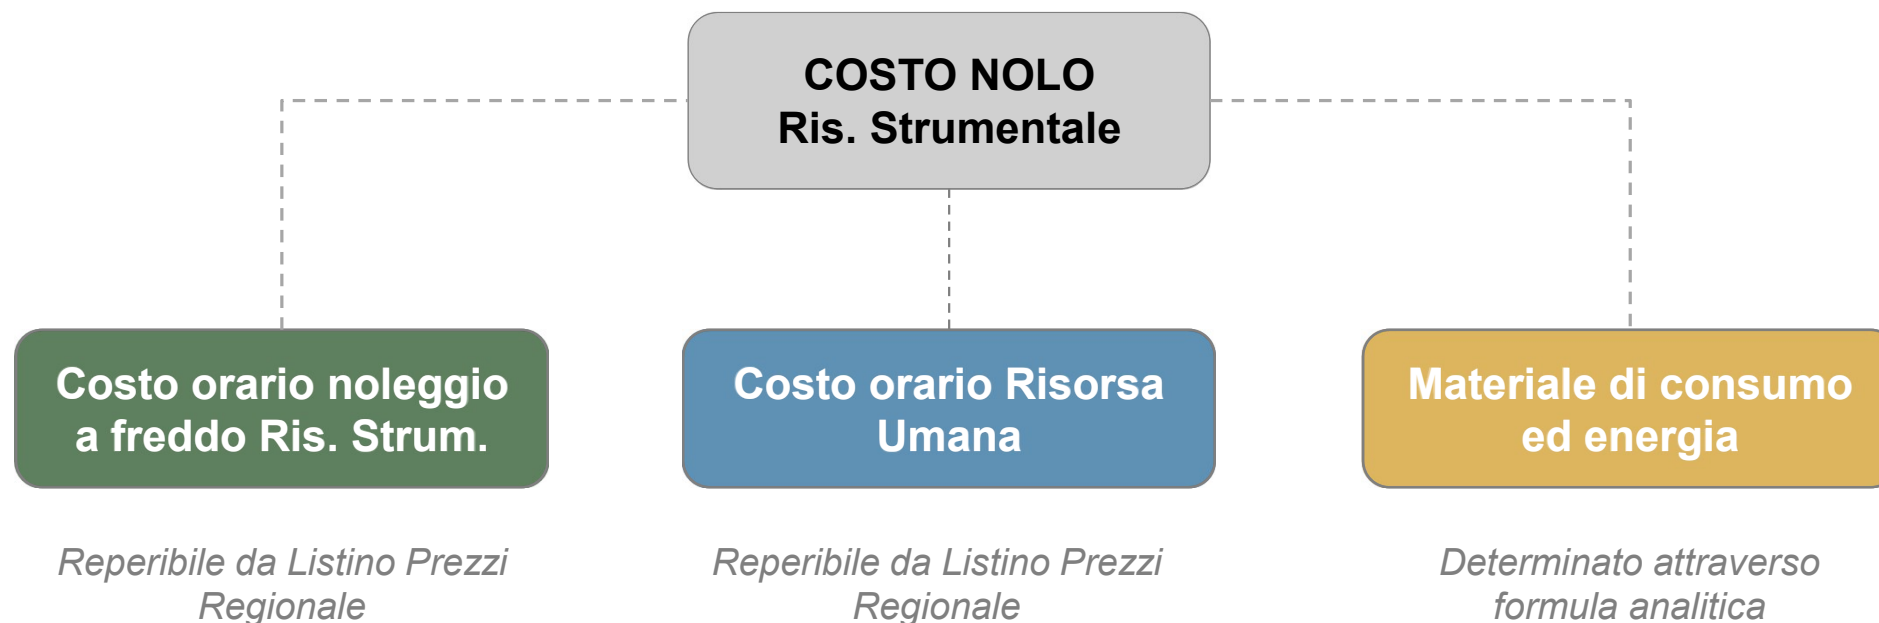 COSTO NOLO
Ris. Strumentale
Costo orario noleggio
a freddo Ris. Strum.
Costo orario Risorsa
Umana
Materiale di consumo
ed energia
Reperibile da Listino Prezzi
Regionale
Reperibile da Listino Prezzi
Regionale
Determinato attraverso
formula analitica